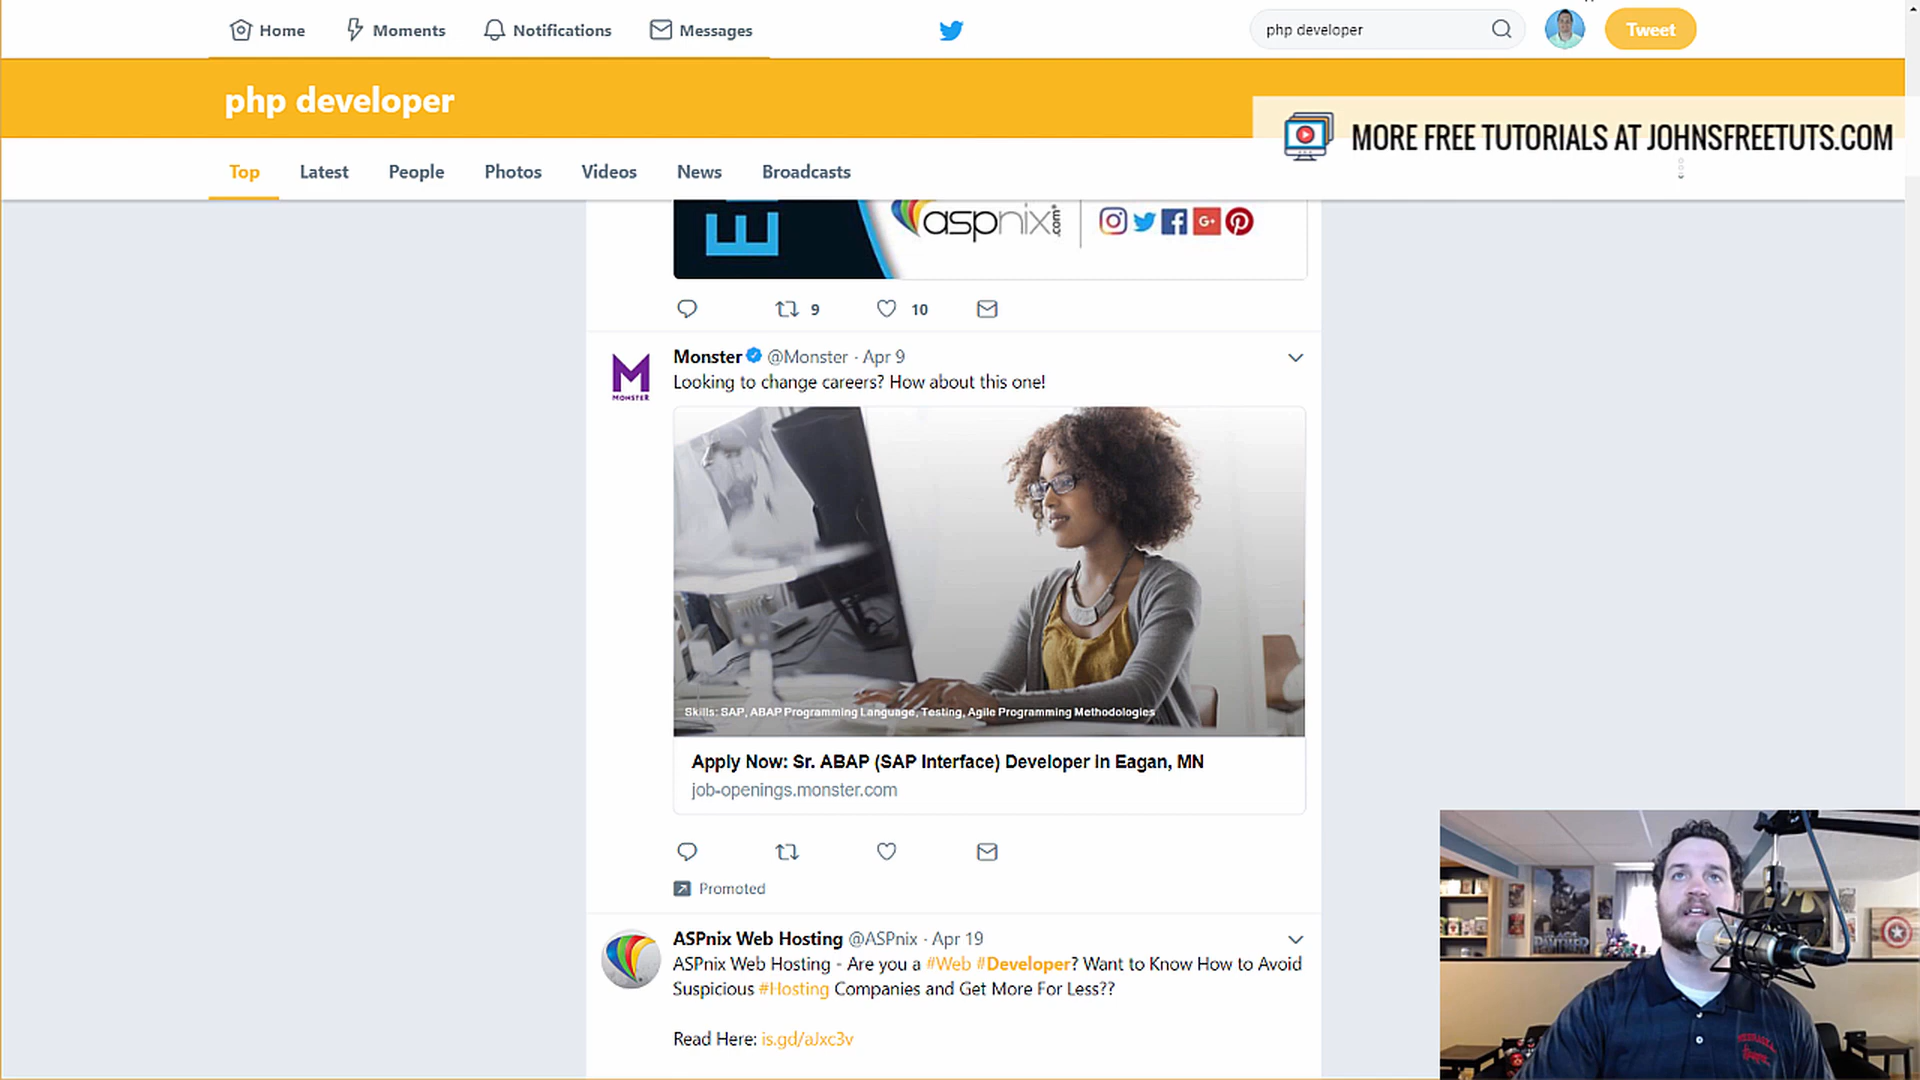 Home
Moments
Notifications
Messages
php developer
Tweet
php developer
MORE FREE TUTORIALS AT JOHNSFREETUTS.COM
Top
Latest
People
Photos
Videos
News
Broadcasts
E
aspnix.com
G+
9
10
Monster @Monster · Apr 9
Looking to change careers? How about this one!
M
MONSTER
Skills: SAP, ABAP Programming Language, Testing, Agile Programming Methodologies
Apply Now: Sr. ABAP (SAP Interface) Developer in Eagan, MN
job-openings.monster.com
Promoted
ASPnix Web Hosting @ASPnix · Apr 19
ASPnix Web Hosting - Are you a #Web #Developer? Want to Know How to Avoid
Suspicious #Hosting Companies and Get More For Less??
Read Here: is.gd/aJxc3v